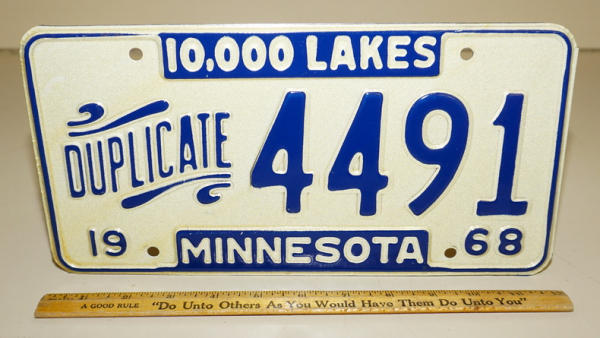 10,000 LAKES
DUPLICATE 4491
19 68
MINNESOTA
A GOOD RULE "Do Unto Others As You Would Have Them Do Unto You"